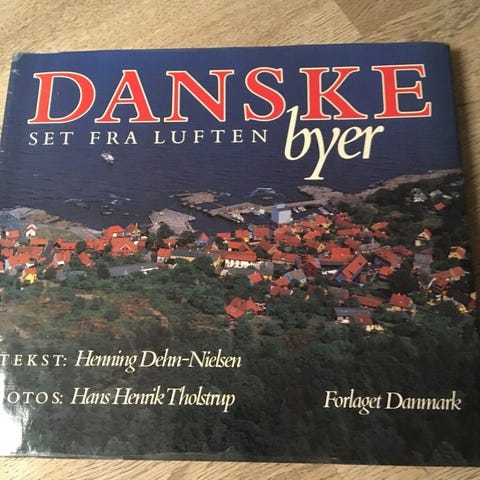 DANSKE
SET FRA LUFTEN byer
TEKST: Henning Dehn-Nielsen
OTOS: Hans Henrik Tholstrup
Forlaget Danmark